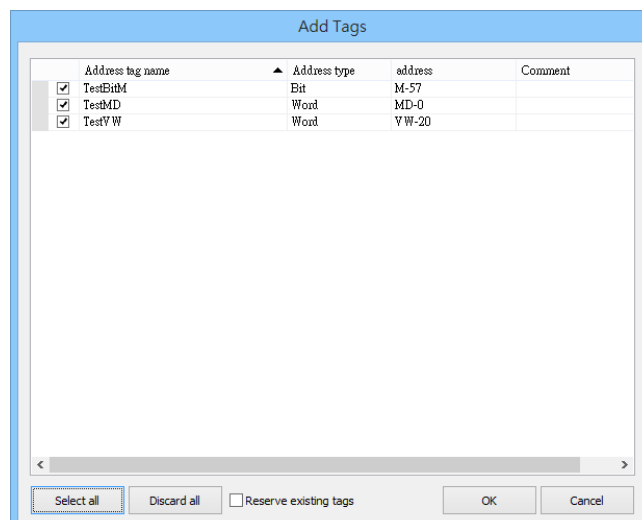 Add Tags
Address tag name Address type address Comment
TestBitM Bit M-57
TestMD Word MD-0
TestVW Word VW-20
Select all Discard all Reserve existing tags OK Cancel